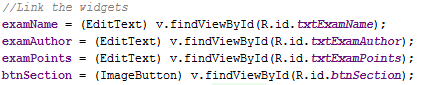 //Link the widgets
examName = (EditText) v.findViewById(R.id.txtExamName);
examAuthor = (EditText) v.findViewById(R.id.txtExamAuthor);
examPoints = (EditText) v.findViewById(R.id.txtExamPoints);
btnSection = (ImageButton) v.findViewById(R.id.btnSection);